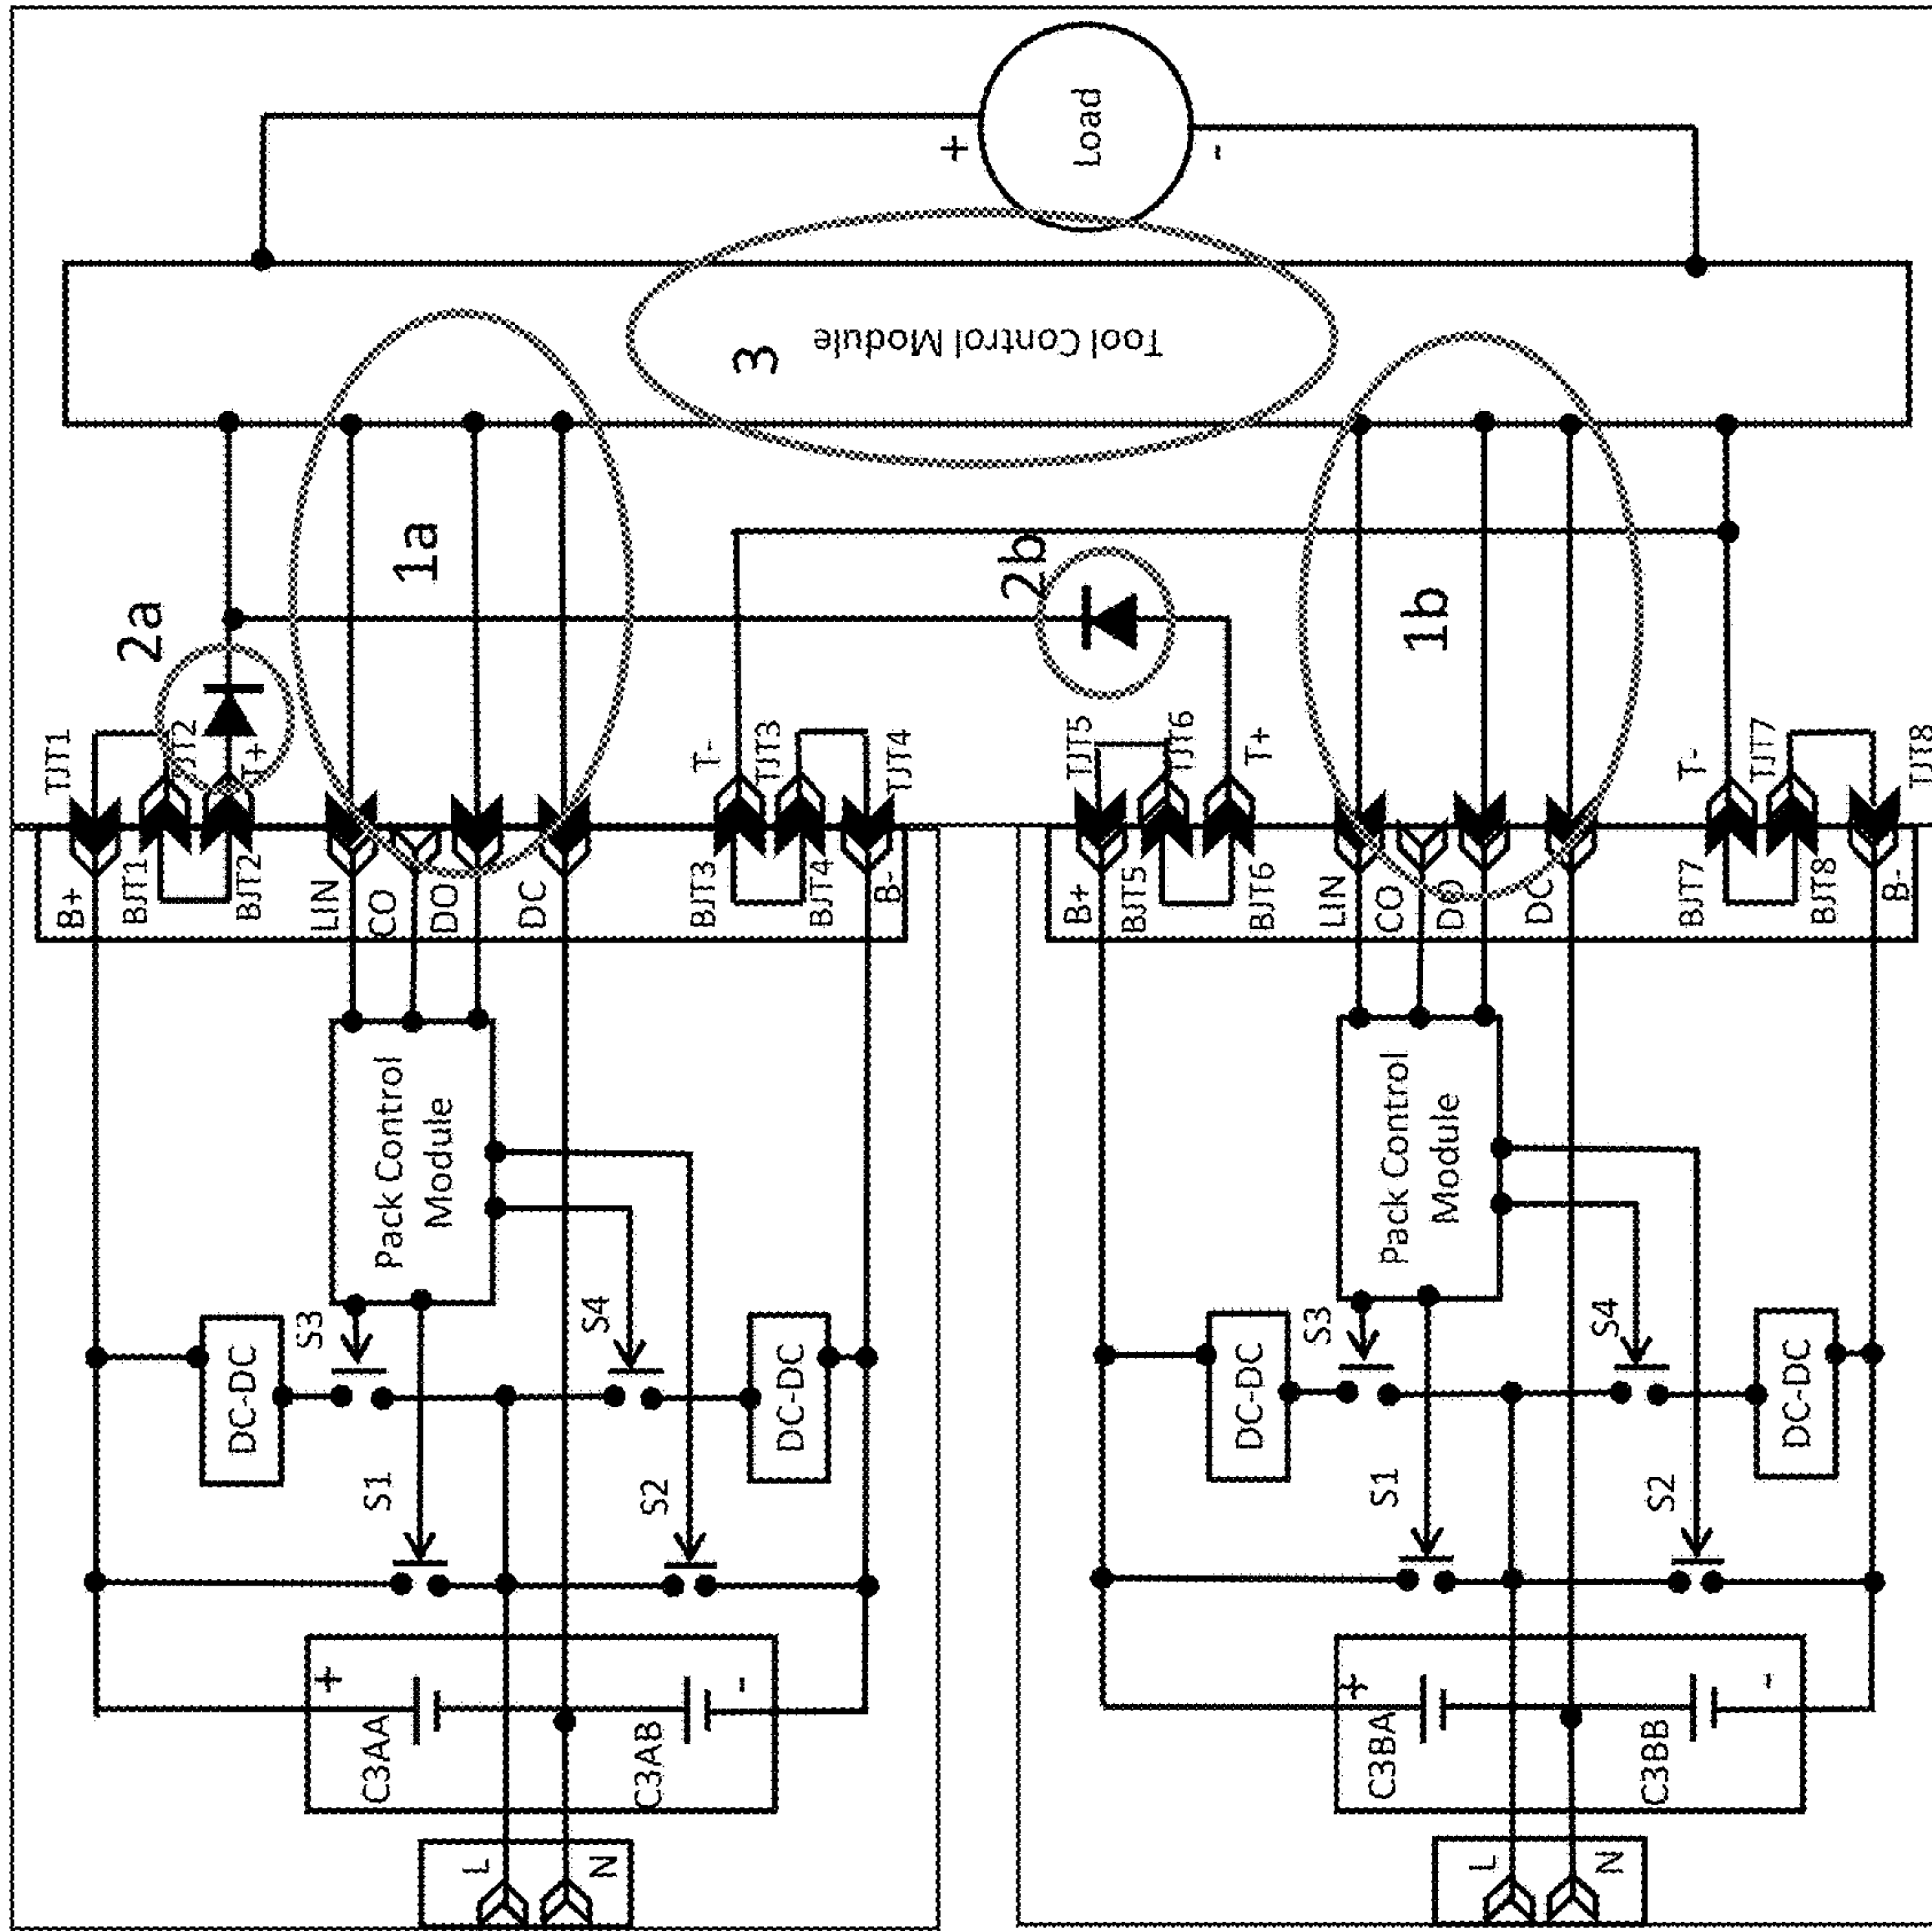 Load
+
-
Tool Control Module
3
1a
2a
2b
1b
TJT1
TJT2
T+
T-
TJT3
TJT4
TJT5
TJT6
T+
T-
TJT7
TJT8
B+
BJT1
BJT2
LIN
CO
DO
DC
BJT3
BJT4
B-
B+
BJT5
BJT6
LIN
CO
DO
DC
BJT7
BJT8
B-
Pack Control
Module
Pack Control
Module
DC-DC
S3
S4
DC-DC
DC-DC
S3
S4
DC-DC
S1
S2
S1
S2
+
C3AA
C3AB
-
+
C3BA
C3BB
-
L
N
L
N